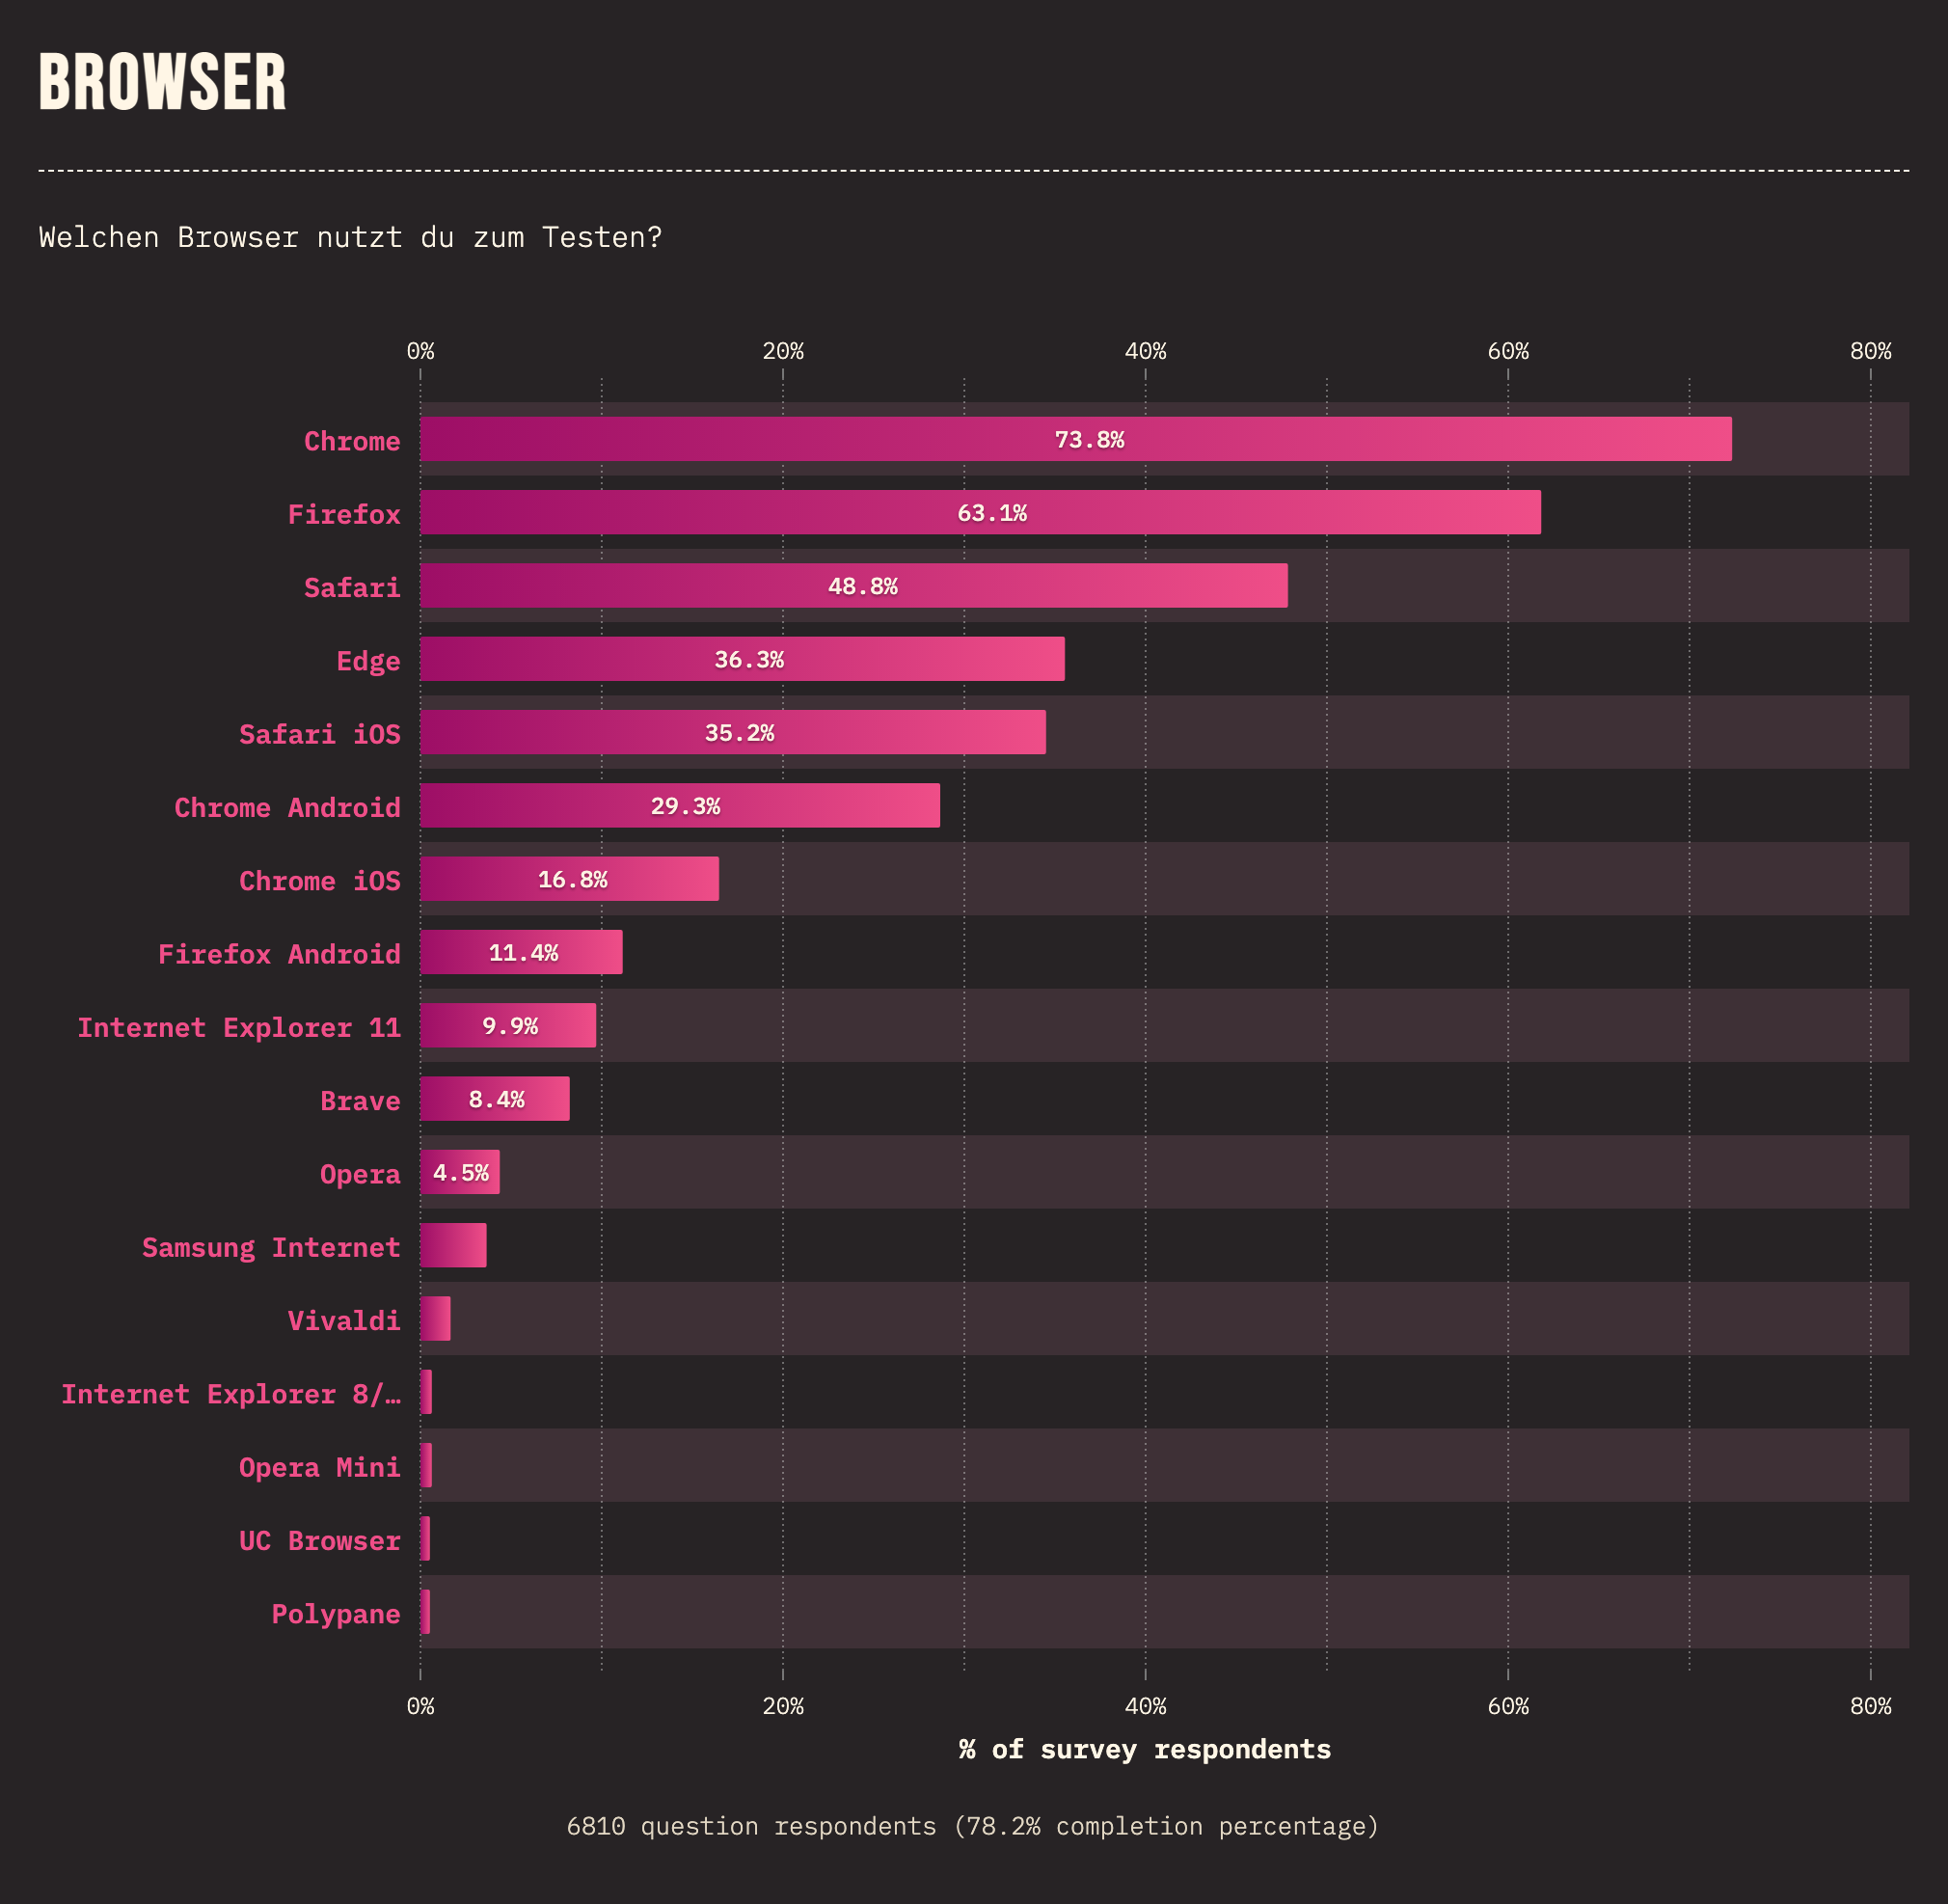 BROWSER
Welchen Browser nutzt du zum Testen?
0% 20% 40% 60% 80%
Chrome 73.8%
Firefox 63.1%
Safari 48.8%
Edge 36.3%
Safari iOS 35.2%
Chrome Android 29.3%
Chrome iOS 16.8%
Firefox Android 11.4%
Internet Explorer 11 9.9%
Brave 8.4%
Opera 4.5%
Samsung Internet
Vivaldi
Internet Explorer 8/…
Opera Mini
UC Browser
Polypane
0% 20% 40% 60% 80%
% of survey respondents
6810 question respondents (78.2% completion percentage)